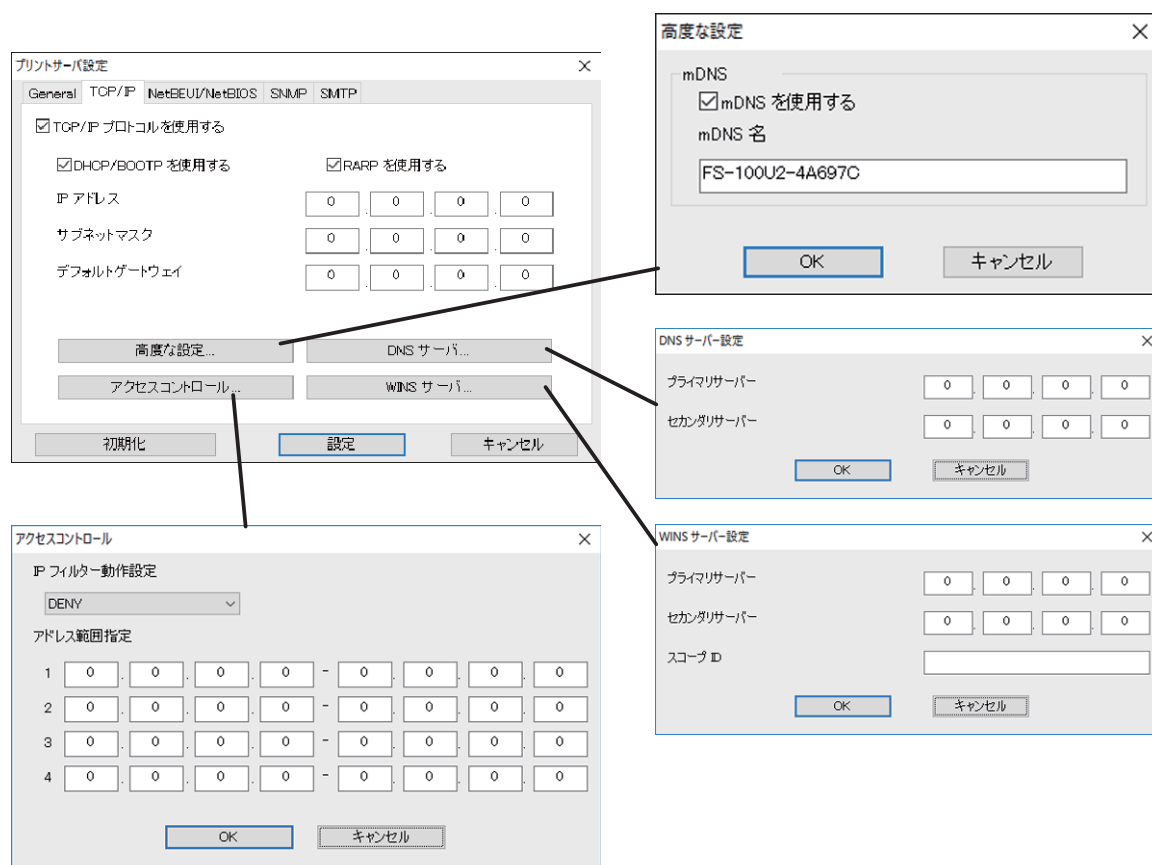 プリントサーバ設定
General TCP/IP NetBEUI/NetBIOS SNMP SMTP
TCP/IP プロトコルを使用する
DHCP/BOOTP を使用する RARP を使用する
IP アドレス 0 . 0 . 0 . 0
サブネットマスク 0 . 0 . 0 . 0
デフォルトゲートウェイ 0 . 0 . 0 . 0
高度な設定... DNS サーバ...
アクセスコントロール... WINS サーバ...
初期化 設定 キャンセル
高度な設定
mDNS
mDNS を使用する
mDNS 名
FS-100U2-4A697C
OK キャンセル
DNS サーバー設定
プライマリサーバー 0 . 0 . 0 . 0
セカンダリサーバー 0 . 0 . 0 . 0
OK キャンセル
アクセスコントロール
IP フィルター動作設定
DENY
アドレス範囲指定
1 0 . 0 . 0 . 0 - 0 . 0 . 0 . 0
2 0 . 0 . 0 . 0 - 0 . 0 . 0 . 0
3 0 . 0 . 0 . 0 - 0 . 0 . 0 . 0
4 0 . 0 . 0 . 0 - 0 . 0 . 0 . 0
OK キャンセル
WINS サーバー設定
プライマリサーバー 0 . 0 . 0 . 0
セカンダリサーバー 0 . 0 . 0 . 0
スコープ ID
OK キャンセル